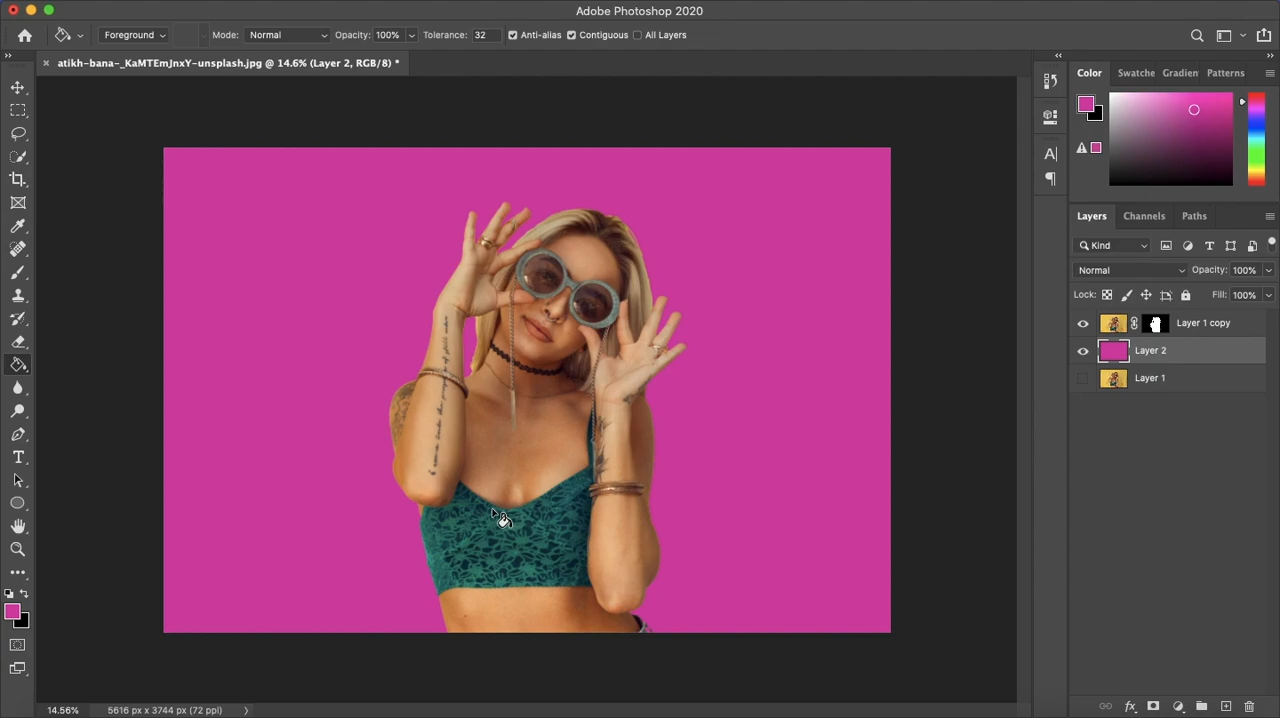 Adobe Photoshop 2020
Foreground Mode: Normal Opacity: 100% Tolerance: 32 Anti-alias Contiguous All Layers
atikh-bana-_KaMTEmJnxY-unsplash.jpg @ 14.6% (Layer 2, RGB/8) *
Color Swatche Gradien Patterns
Layers Channels Paths
Kind
Normal Opacity: 100%
Lock: Fill: 100%
Layer 1 copy
Layer 2
Layer 1
14.56% 5616 px x 3744 px (72 ppi)